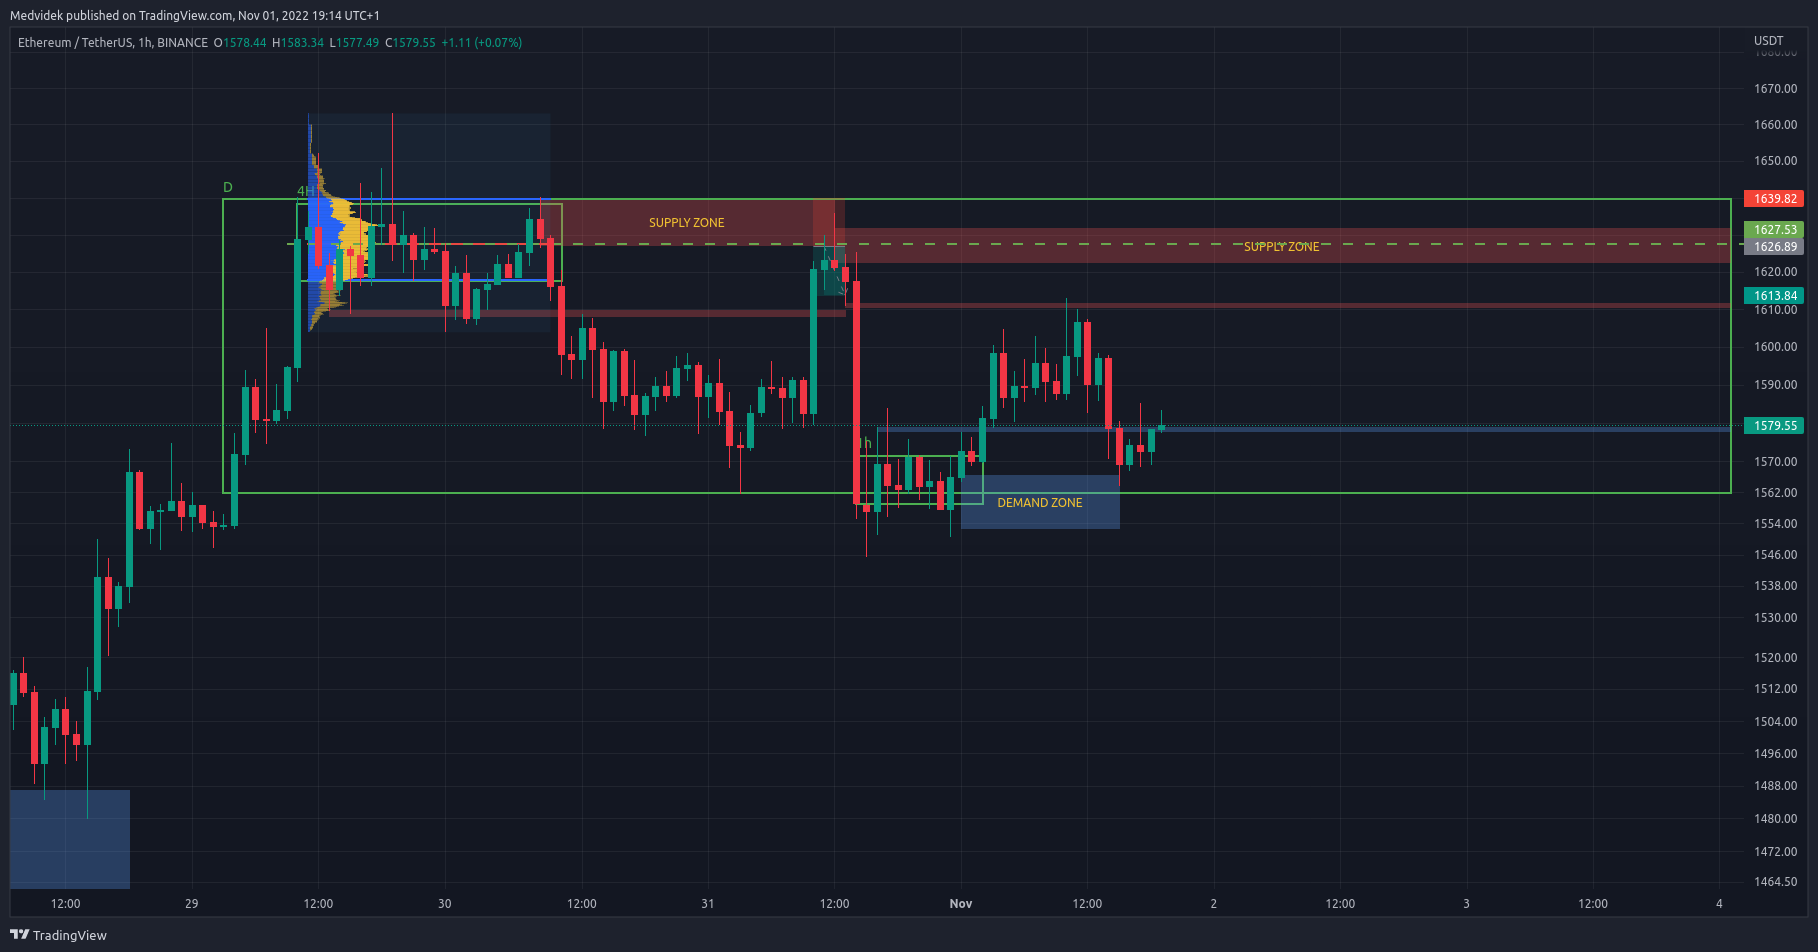 Medvidek published on TradingView.com, Nov 01, 2022 19:14 UTC+1
Ethereum / TetherUS, 1h, BINANCE O1578.44 H1583.34 L1577.49 C1579.55 +1.11 (+0.07%)
USDT
1680.00
1670.00
1660.00
1650.00
D
4H
1639.82
SUPPLY ZONE
1627.53
SUPPLY ZONE
1626.89
1620.00
1613.84
1610.00
1600.00
1590.00
1579.55
1h
1570.00
1562.00
DEMAND ZONE
1554.00
1546.00
1538.00
1530.00
1520.00
1512.00
1504.00
1496.00
1488.00
1480.00
1472.00
1464.50
12:00 29 12:00 30 12:00 31 12:00 Nov 12:00 2 12:00 3 12:00 4
TradingView